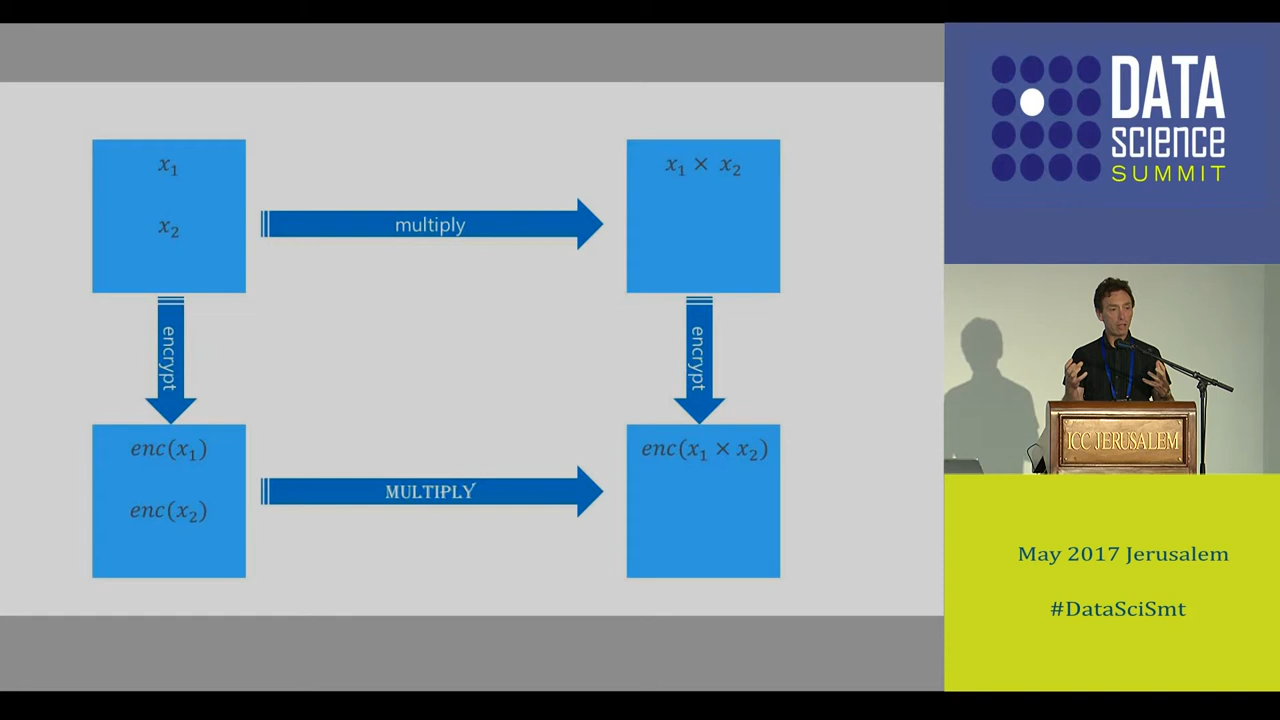 x₁
x₂
multiply
x₁ × x₂
encrypt
encrypt
enc(x₁)
enc(x₂)
MULTIPLY
enc(x₁ × x₂)
DATA
SCIENCE
SUMMIT
ICC JERUSALEM
May 2017 Jerusalem
#DataSciSmt